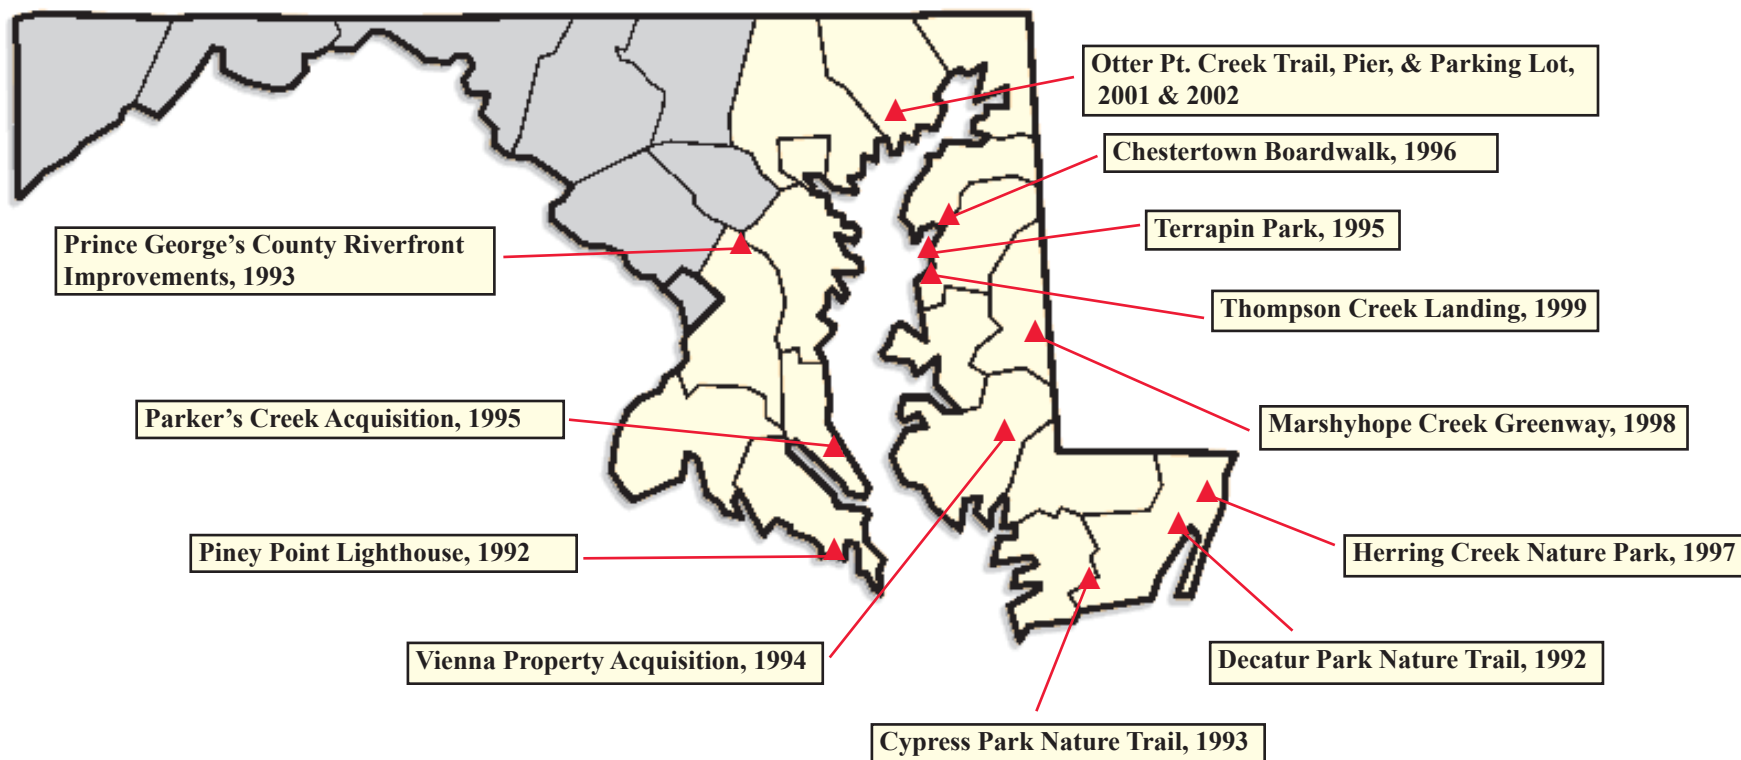 Otter Pt. Creek Trail, Pier, & Parking Lot,
2001 & 2002
Chestertown Boardwalk, 1996
Terrapin Park, 1995
Prince George’s County Riverfront
Improvements, 1993
Thompson Creek Landing, 1999
Parker’s Creek Acquisition, 1995
Marshyhope Creek Greenway, 1998
Piney Point Lighthouse, 1992
Herring Creek Nature Park, 1997
Vienna Property Acquisition, 1994
Decatur Park Nature Trail, 1992
Cypress Park Nature Trail, 1993